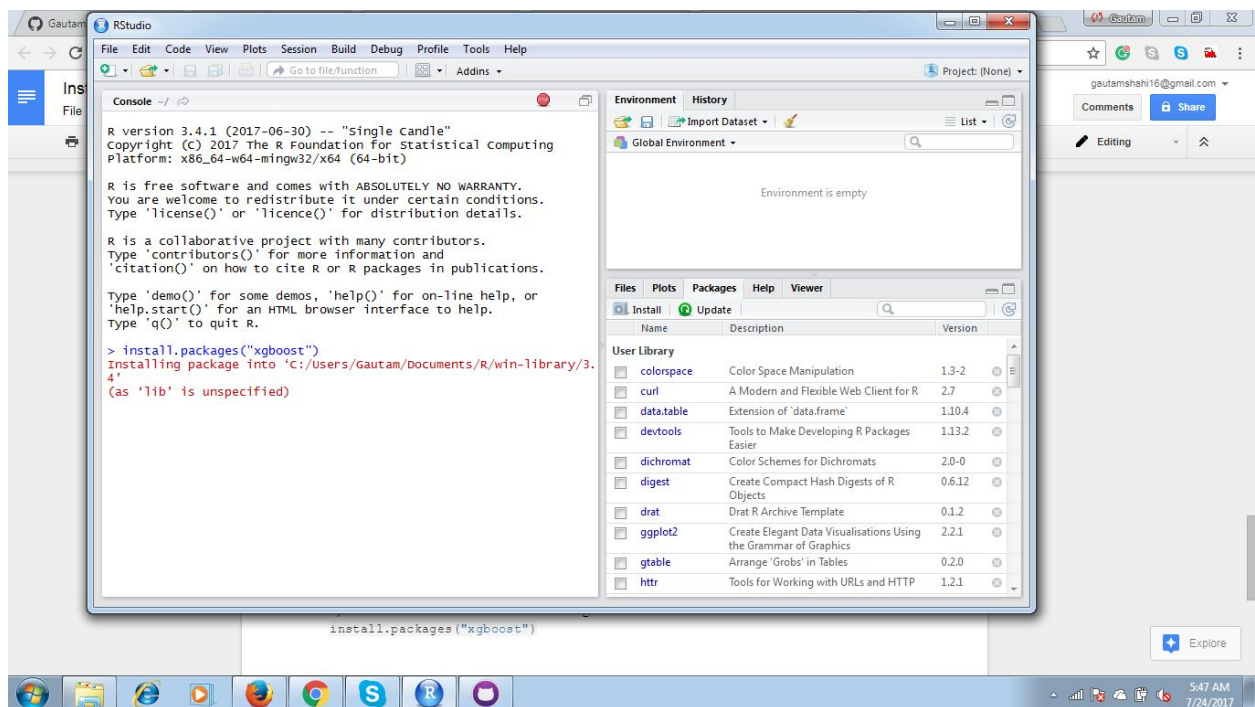 Gautam
RStudio
Gautam
File Edit Code View Plots Session Build Debug Profile Tools Help
Go to file/function
Addins
Project: (None)
Ins
File
gautamshahi16@gmail.com
Comments
Share
Editing
Console ~/
R version 3.4.1 (2017-06-30) -- "Single Candle"
Copyright (C) 2017 The R Foundation for Statistical Computing
Platform: x86_64-w64-mingw32/x64 (64-bit)
R is free software and comes with ABSOLUTELY NO WARRANTY.
You are welcome to redistribute it under certain conditions.
Type 'license()' or 'licence()' for distribution details.
R is a collaborative project with many contributors.
Type 'contributors()' for more information and
'citation()' on how to cite R or R packages in publications.
Type 'demo()' for some demos, 'help()' for on-line help, or
'help.start()' for an HTML browser interface to help.
Type 'q()' to quit R.
> install.packages("xgboost")
Installing package into ‘C:/Users/Gautam/Documents/R/win-library/3.
4’
(as ‘lib’ is unspecified)
Environment History
Import Dataset
List
Global Environment
Environment is empty
Files Plots Packages Help Viewer
Install Update
Name Description Version
User Library
colorspace Color Space Manipulation 1.3-2
curl A Modern and Flexible Web Client for R 2.7
data.table Extension of `data.frame` 1.10.4
devtools Tools to Make Developing R Packages 1.13.2
Easier
dichromat Color Schemes for Dichromats 2.0-0
digest Create Compact Hash Digests of R 0.6.12
Objects
drat Drat R Archive Template 0.1.2
ggplot2 Create Elegant Data Visualisations Using 2.2.1
the Grammar of Graphics
gtable Arrange 'Grobs' in Tables 0.2.0
httr Tools for Working with URLs and HTTP 1.2.1
install.packages("xgboost")
Explore
5:47 AM
7/24/2017